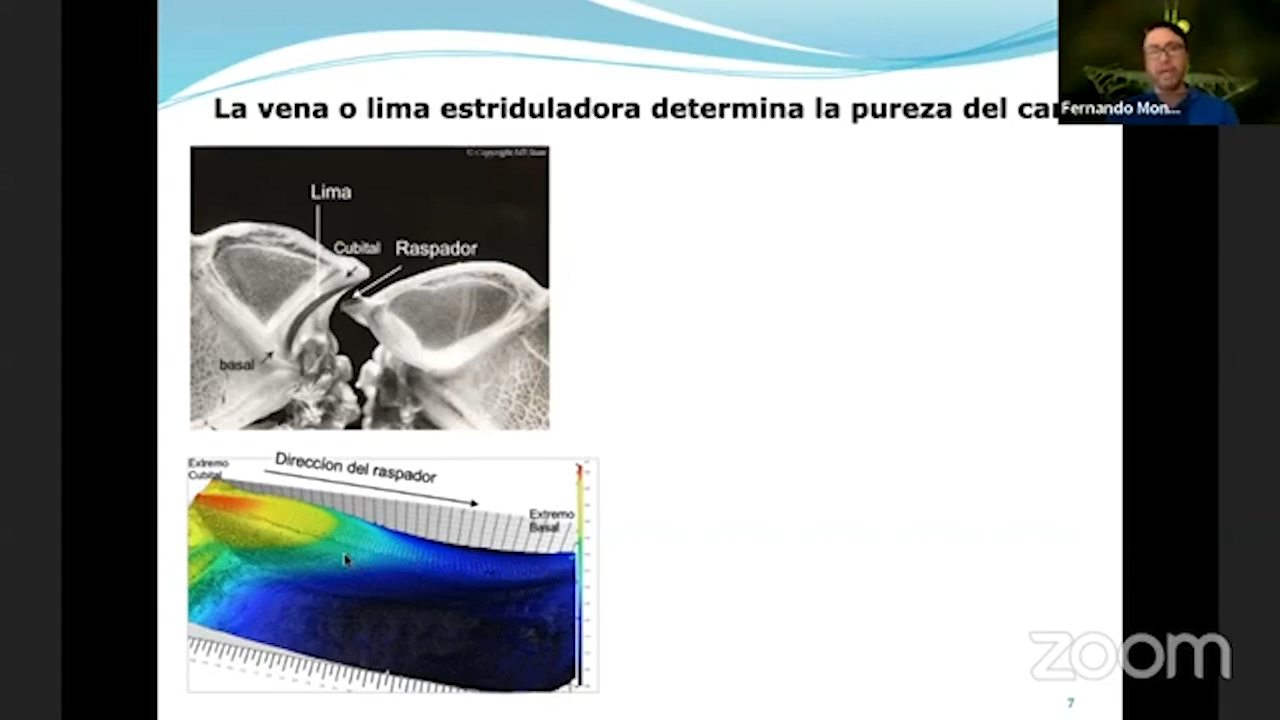 La vena o lima estriduladora determina la pureza del ca
Fernando Mon...
Lima
Cubital
Raspador
basal
Direccion del raspador
Extremo
Cubital
Extremo
Basal
zoom
7